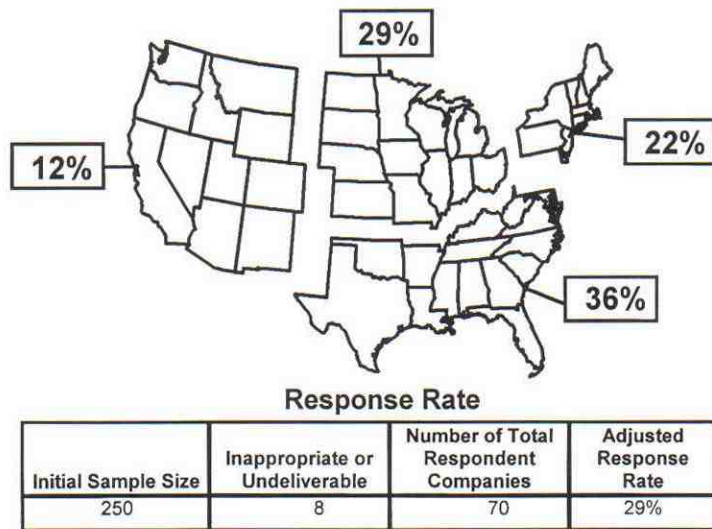 29%
22%
12%
36%
Response Rate
Initial Sample Size
Inappropriate or
Undeliverable
Number of Total
Respondent
Companies
Adjusted
Response
Rate
250
8
70
29%